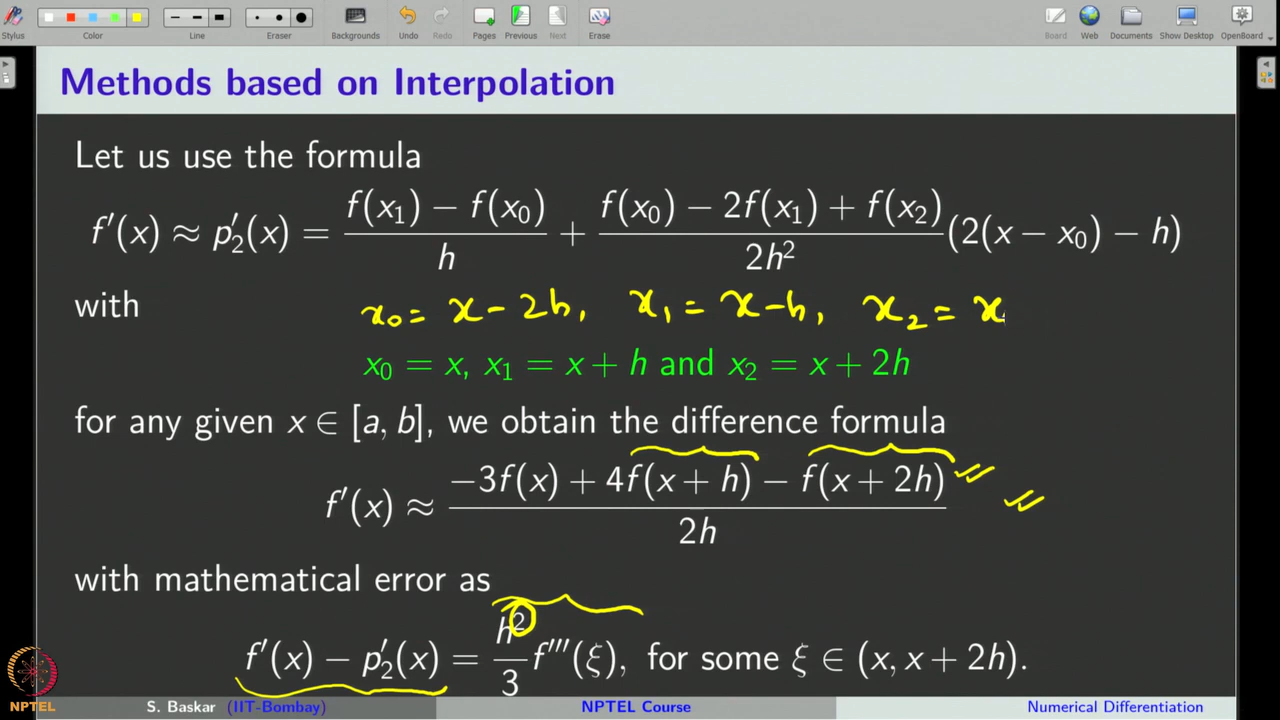 Stylus Color Line Eraser Backgrounds Undo Redo Pages Previous Next Erase Board Web Documents Show Desktop OpenBoard
Methods based on Interpolation
Let us use the formula
f′(x) ≈ p′₂(x) = (f(x₁) − f(x₀))/h + (f(x₀) − 2f(x₁) + f(x₂))/(2h²) (2(x − x₀) − h)
with
x₀ = x − 2h, x₁ = x − h, x₂ = x
x₀ = x, x₁ = x + h and x₂ = x + 2h
for any given x ∈ [a, b], we obtain the difference formula
f′(x) ≈ (−3f(x) + 4f(x + h) − f(x + 2h))/(2h)
with mathematical error as
f′(x) − p′₂(x) = h²/3 f′′′(ξ), for some ξ ∈ (x, x + 2h).
NPTEL
S. Baskar (IIT-Bombay) NPTEL Course Numerical Differentiation